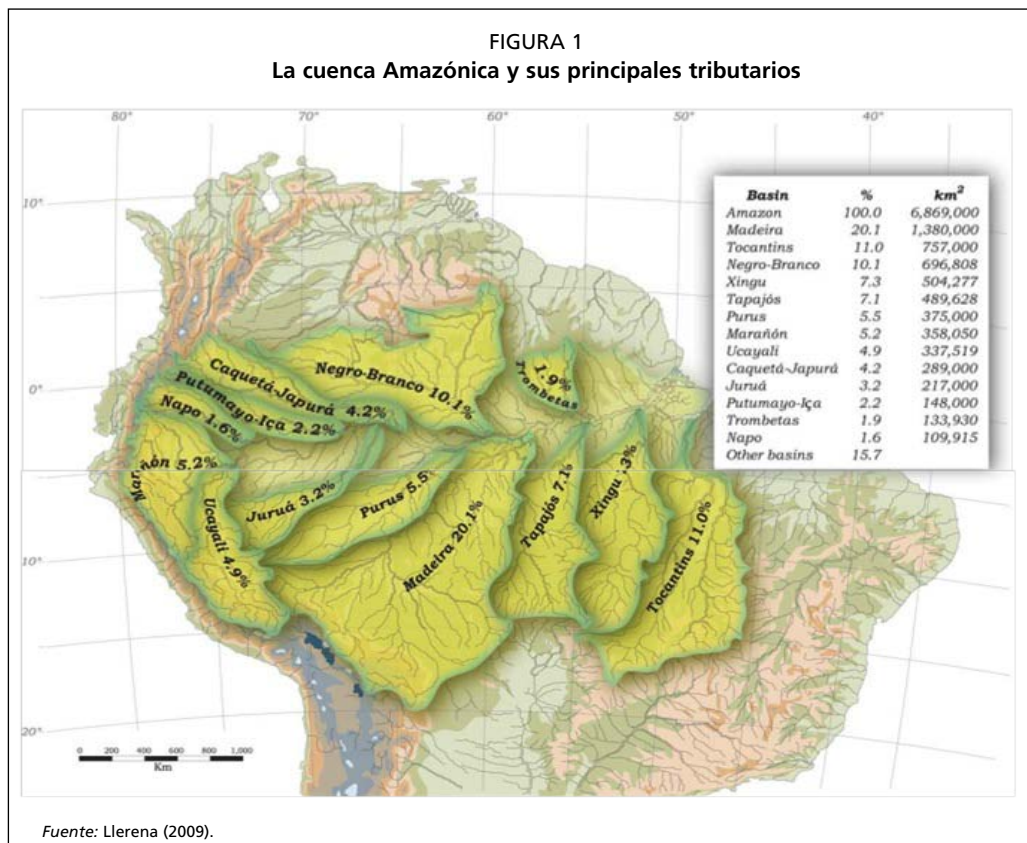 FIGURA 1
La cuenca Amazónica y sus principales tributarios
80° 70° 60° 50° 40°
10°
0°
10°
20°
Basin % km²
Amazon 100.0 6,869,000
Madeira 20.1 1,380,000
Tocantins 11.0 757,000
Negro-Branco 10.1 696,808
Xingu 7.3 504,277
Tapajós 7.1 489,628
Purus 5.5 375,000
Marañón 5.2 358,050
Ucayali 4.9 337,519
Caquetá-Japurá 4.2 289,000
Juruá 3.2 217,000
Putumayo-Iça 2.2 148,000
Trombetas 1.9 133,930
Napo 1.6 109,915
Other basins 15.7
Caquetá-Japurá 4.2%
Negro-Branco 10.1%
1.9%
Trombetas
Putumayo-Iça 2.2%
Napo 1.6%
Marañón 5.2%
Ucayali 4.9%
Juruá 3.2%
Purus 5.5
Madeira 20.1%
Tapajós 7.1%
Xingu .3%
Tocantins 11.0%
0 200 400 600 800 1,000
Km
Fuente: Llerena (2009).